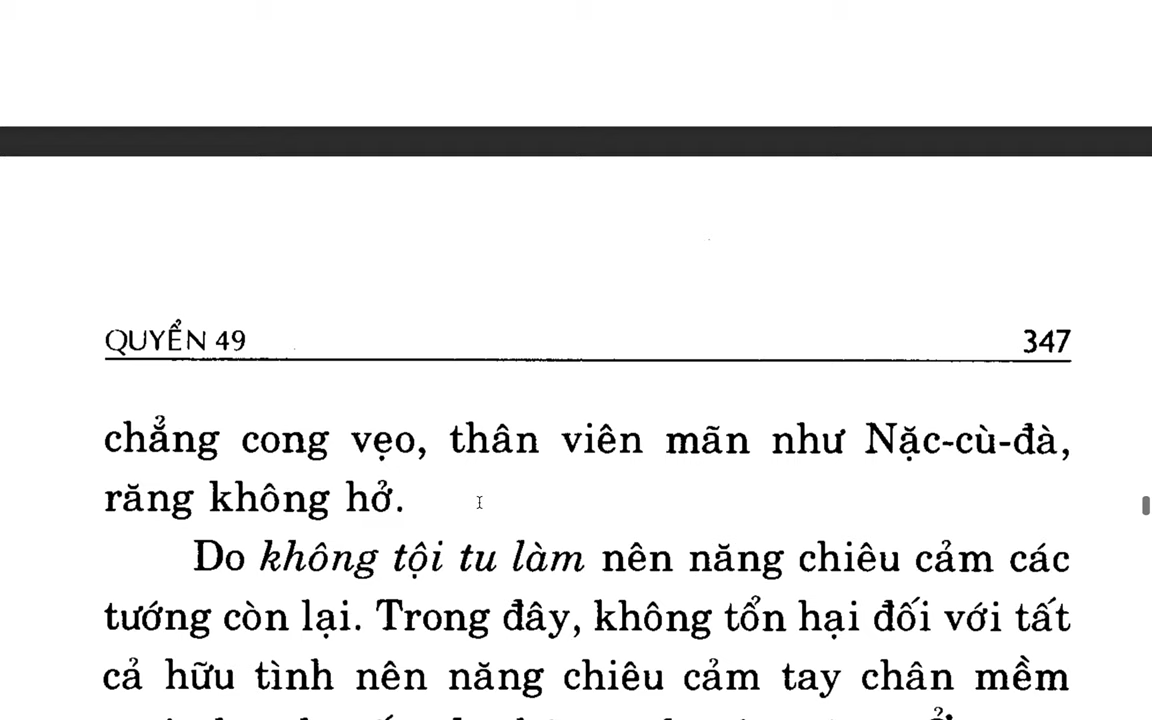 QUYỂN 49 347
chẳng cong vẹo, thân viên mãn như Nặc-cù-đà,
răng không hở.
Do không tội tu làm nên năng chiêu cảm các
tướng còn lại. Trong đây, không tổn hại đối với tất
cả hữu tình nên năng chiêu cảm tay chân mềm